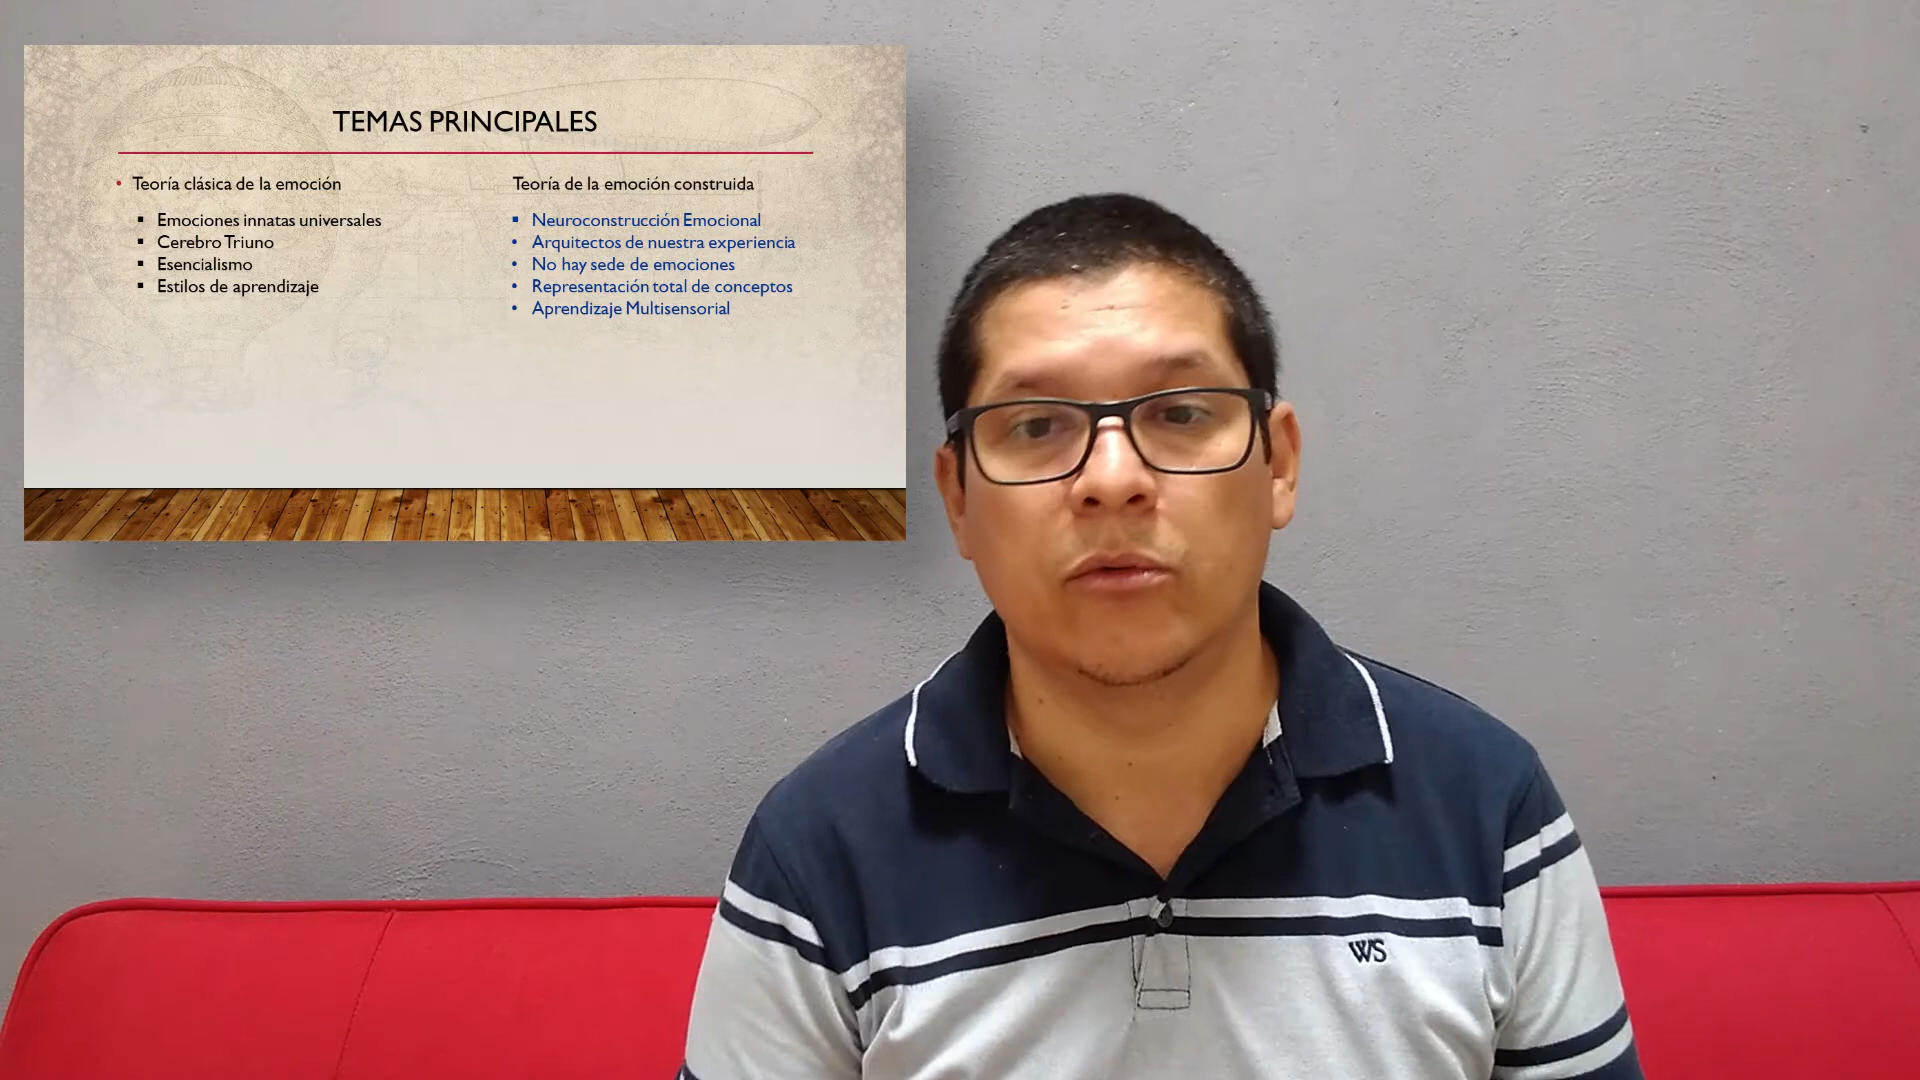 TEMAS PRINCIPALES
• Teoría clásica de la emoción
▪ Emociones innatas universales
▪ Cerebro Triuno
▪ Esencialismo
▪ Estilos de aprendizaje
Teoría de la emoción construida
▪ Neuroconstrucción Emocional
• Arquitectos de nuestra experiencia
• No hay sede de emociones
• Representación total de conceptos
• Aprendizaje Multisensorial
WS